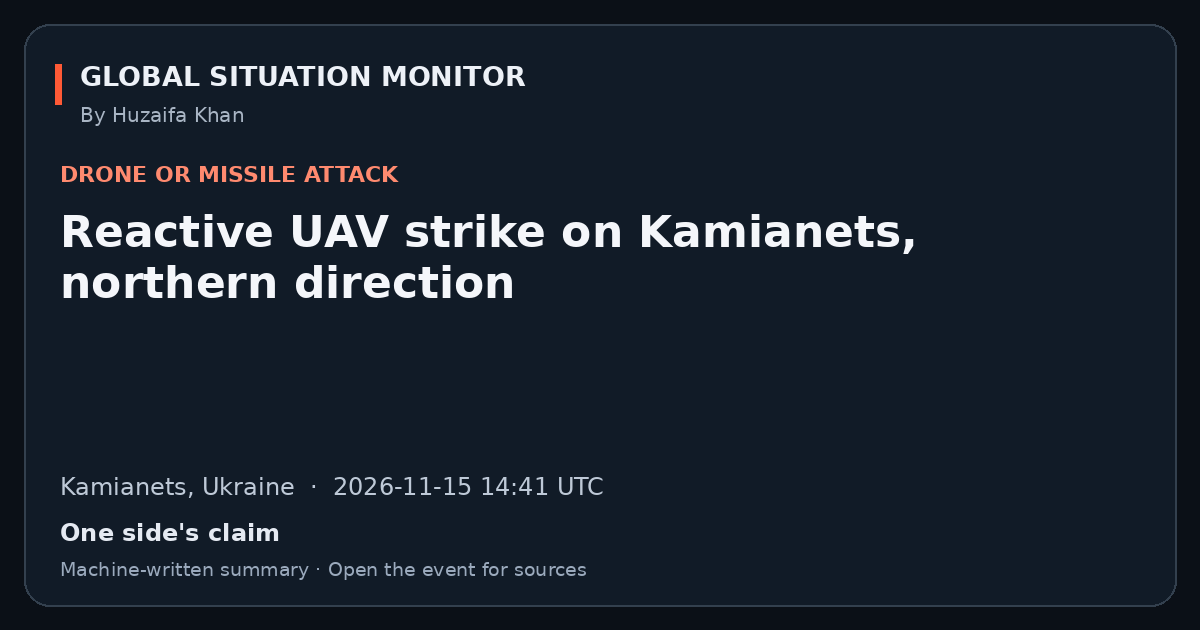 GLOBAL SITUATION MONITOR
By Huzaifa Khan
DRONE OR MISSILE ATTACK
Reactive UAV strike on Kamianets,
northern direction
Kamianets, Ukraine · 2026-11-15 14:41 UTC
One side's claim
Machine-written summary · Open the event for sources